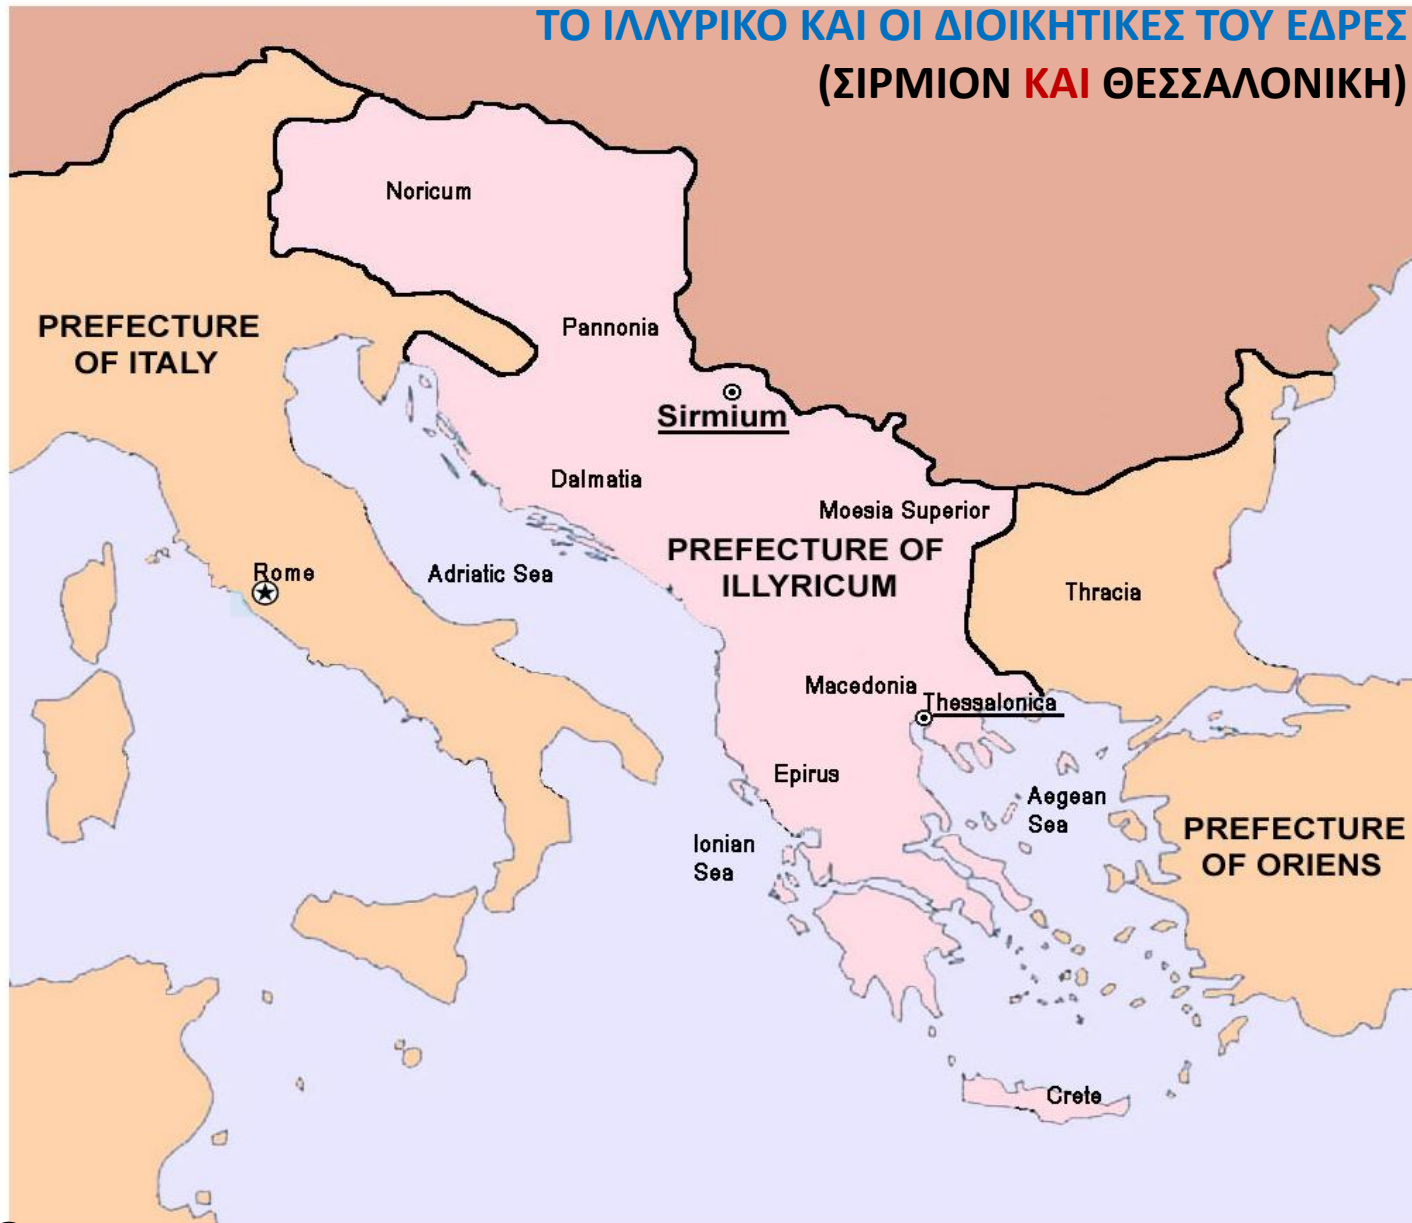 ΤΟ ΙΛΛΥΡΙΚΟ ΚΑΙ ΟΙ ΔΙΟΙΚΗΤΙΚΕΣ ΤΟΥ ΕΔΡΕΣ
(ΣΙΡΜΙΟΝ ΚΑΙ ΘΕΣΣΑΛΟΝΙΚΗ)
Noricum
PREFECTURE
OF ITALY
Pannonia
Sirmium
Dalmatia
Moesia Superior
PREFECTURE OF
ILLYRICUM
Rome
Adriatic Sea
Thracia
Macedonia
Thessalonica
Epirus
Aegean
Sea
Ionian
Sea
PREFECTURE
OF ORIENS
Crete